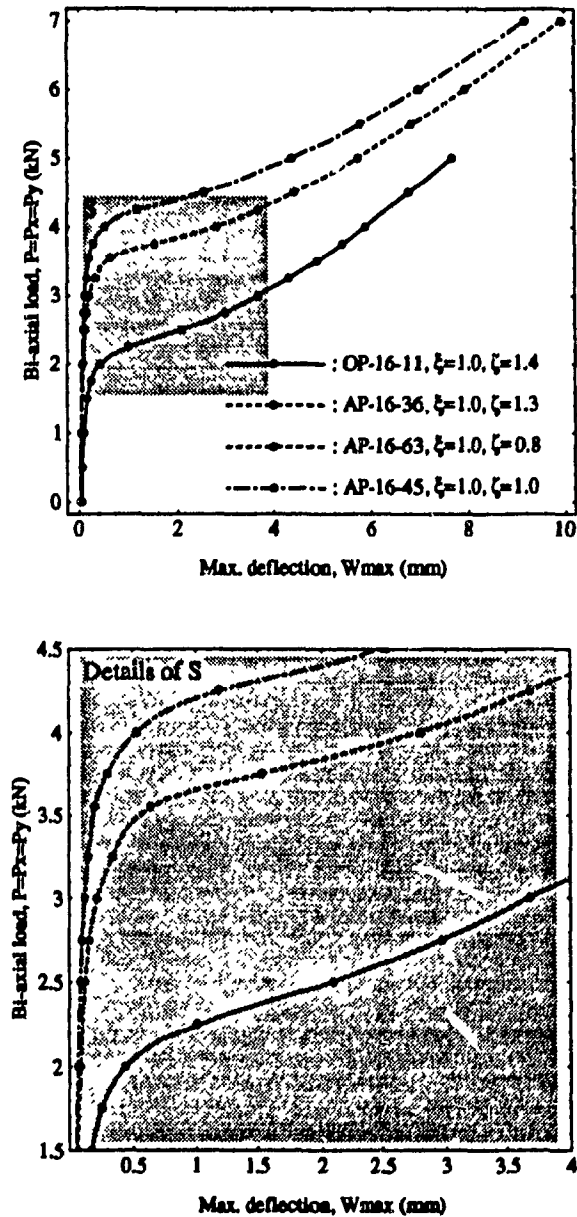 7
6
5
4
3
2
1
0
Bi-axial load, P=Px=Py (kN)
S
: OP-16-11, ξ=1.0, ζ=1.4
: AP-16-36, ξ=1.0, ζ=1.3
: AP-16-63, ξ=1.0, ζ=0.8
: AP-16-45, ξ=1.0, ζ=1.0
0 2 4 6 8 10
Max. deflection, Wmax (mm)
Details of S
4.5
4
3.5
3
2.5
2
1.5
Bi-axial load, P=Px=Py (kN)
0.5 1 1.5 2 2.5 3 3.5 4
Max. deflection, Wmax (mm)